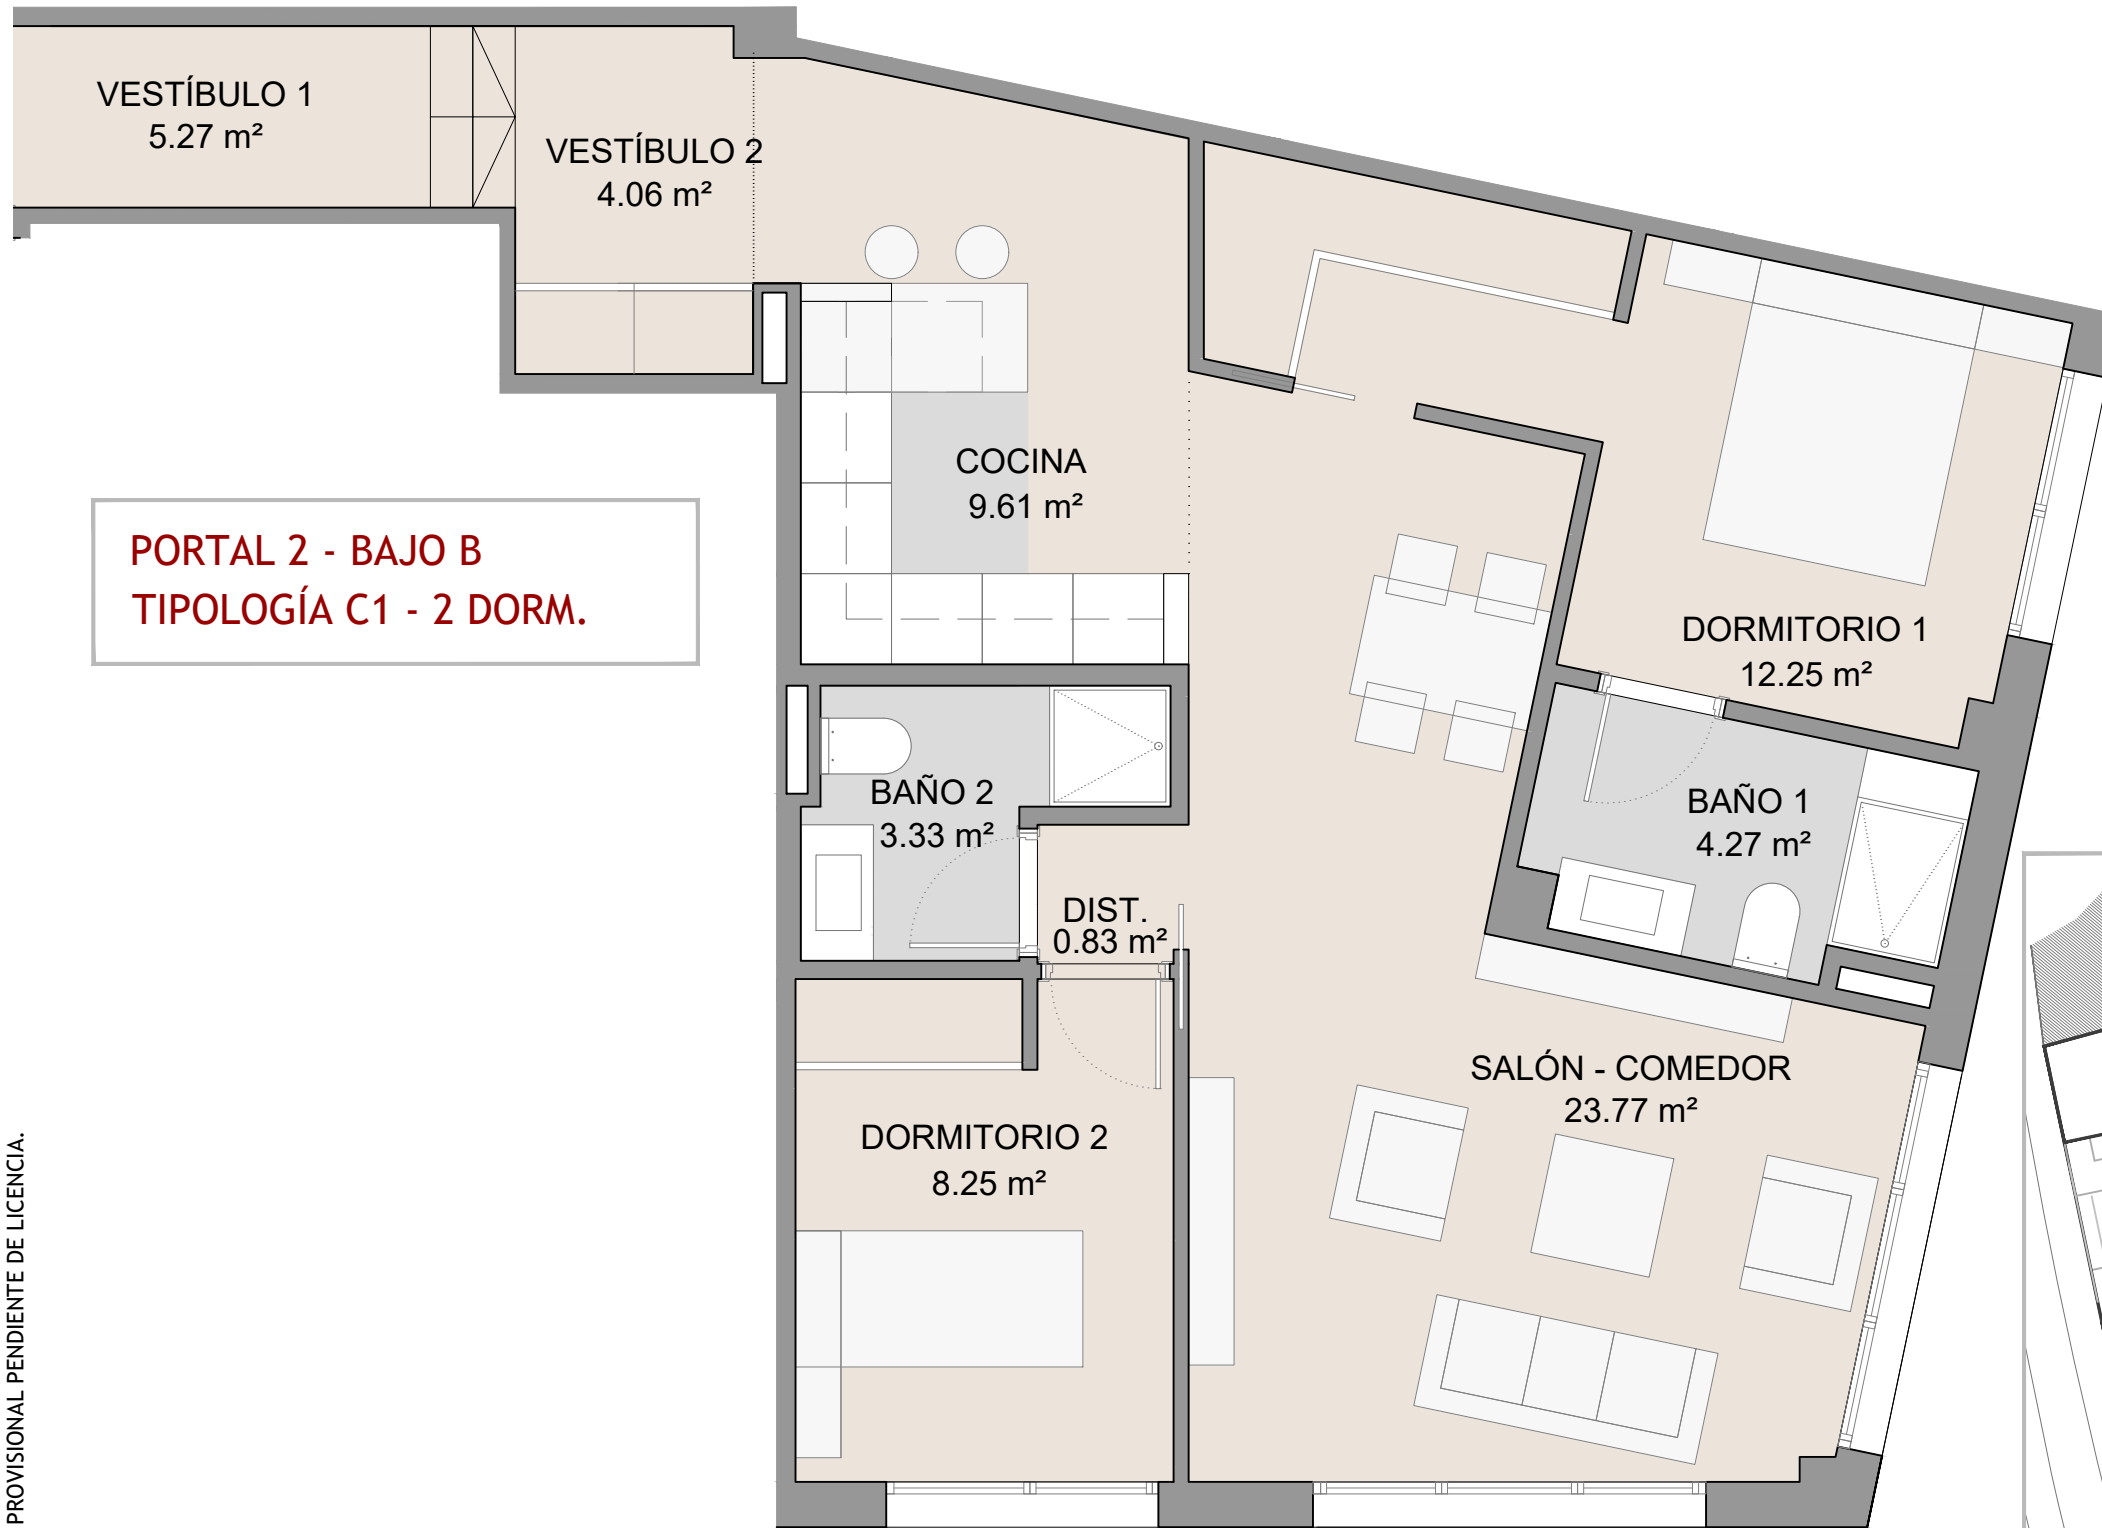 VESTÍBULO 1
5.27 m²
VESTÍBULO 2
4.06 m²
COCINA
9.61 m²
PORTAL 2 - BAJO B
TIPOLOGÍA C1 - 2 DORM.
DORMITORIO 1
12.25 m²
BAÑO 2
3.33 m²
BAÑO 1
4.27 m²
DIST.
0.83 m²
SALÓN - COMEDOR
23.77 m²
DORMITORIO 2
8.25 m²
PROVISIONAL PENDIENTE DE LICENCIA.